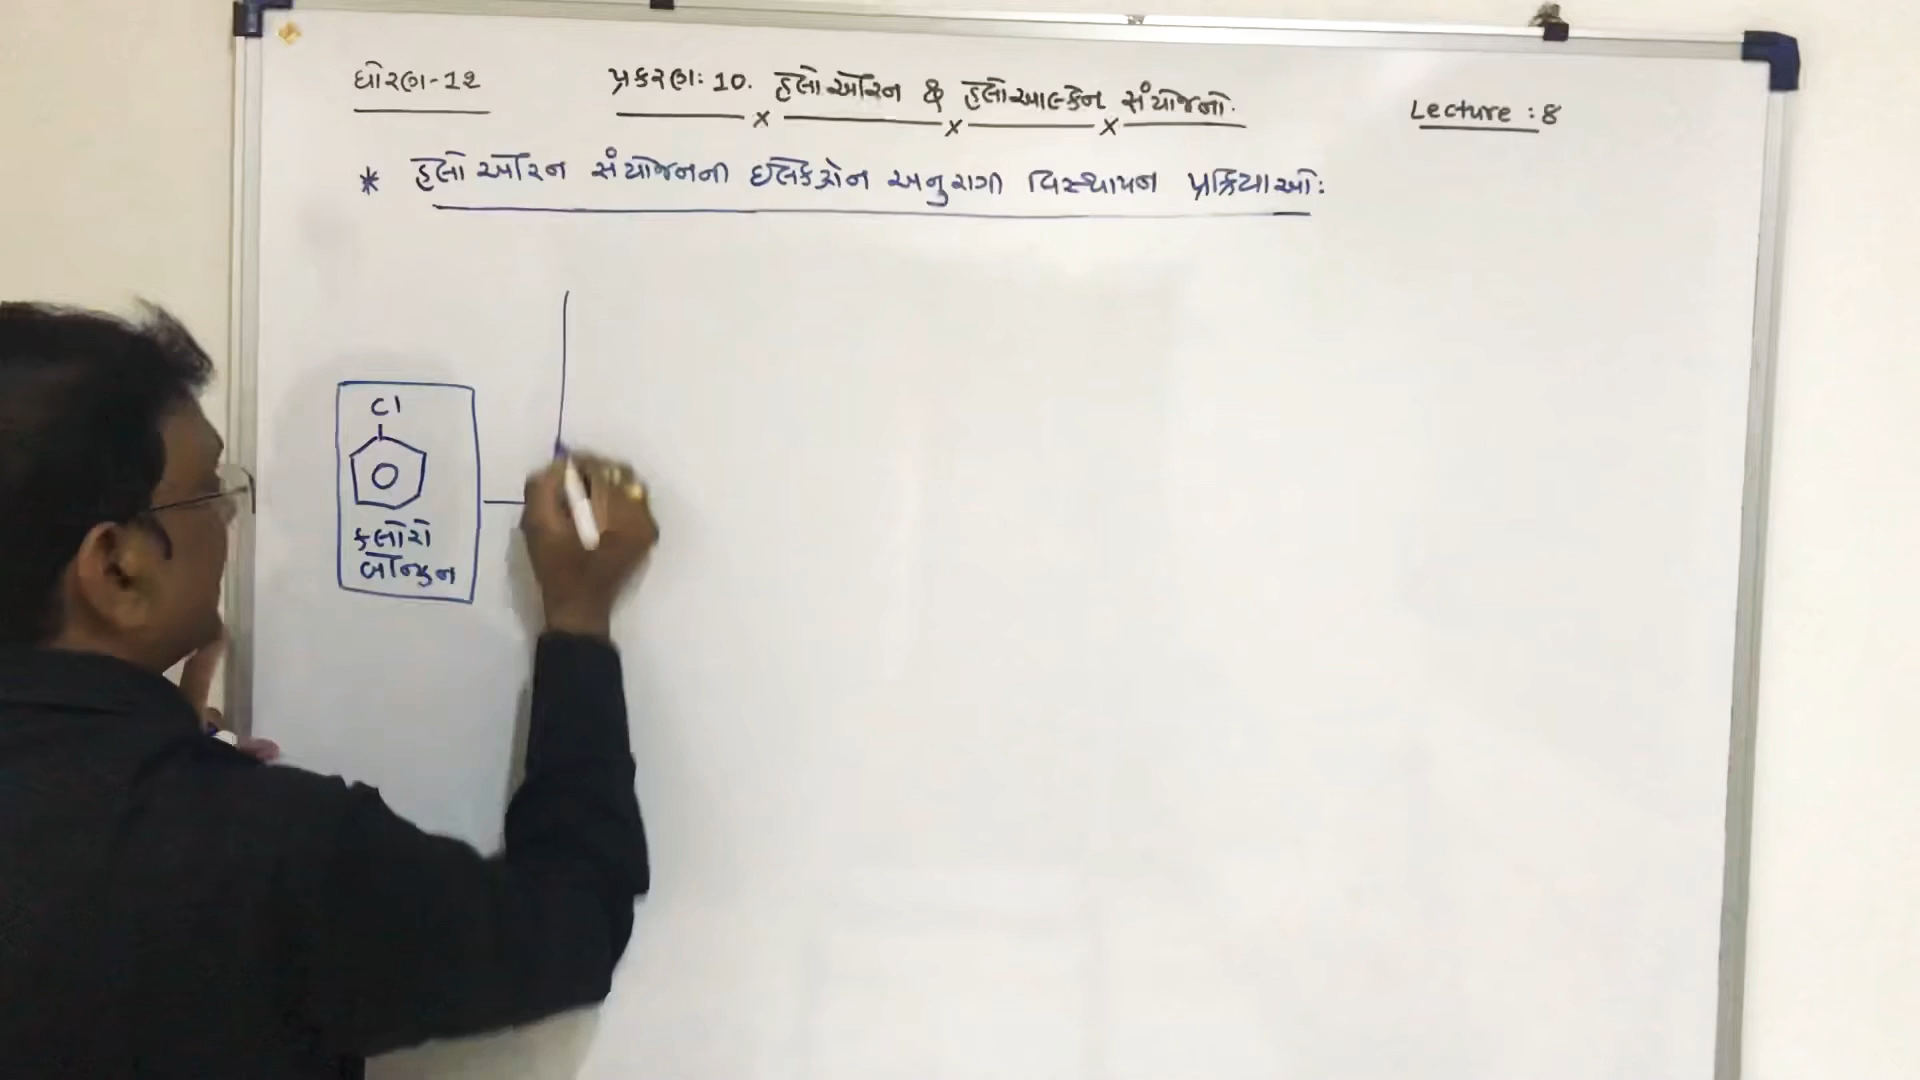 ધોરણ-12
પ્રકરણ: 10. હેલો એરિન & હેલોઆલ્કેન સંયોજનો.
Lecture : 8
* હેલો એરિન સંયોજનની ઇલેક્ટ્રોન અનુરાગી વિસ્થાપન પ્રક્રિયાઓ:
Cl
ક્લોરો
બેન્ઝિન